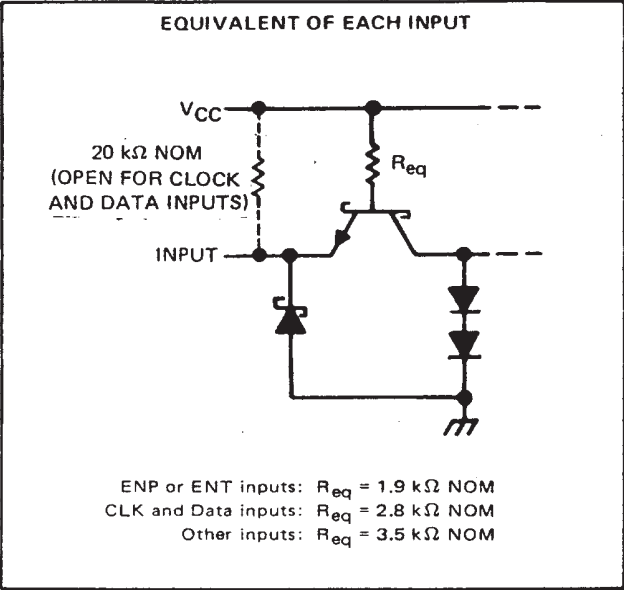 EQUIVALENT OF EACH INPUT
VCC
20 kΩ NOM
(OPEN FOR CLOCK
AND DATA INPUTS)
Req
INPUT
ENP or ENT inputs: Req = 1.9 kΩ NOM
CLK and Data inputs: Req = 2.8 kΩ NOM
Other inputs: Req = 3.5 kΩ NOM